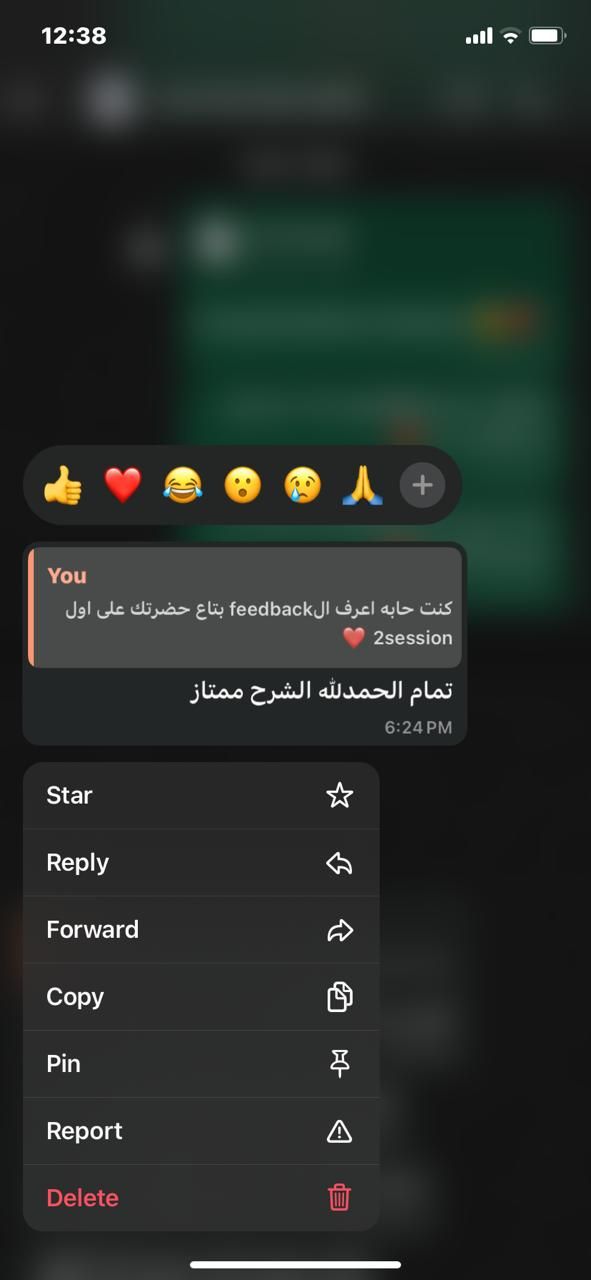 12:38
You
كنت حابه اعرف الfeedback بتاع حضرتك على اول
2session ❤️
تمام الحمدلله الشرح ممتاز
6:24 PM
Star
Reply
Forward
Copy
Pin
Report
Delete